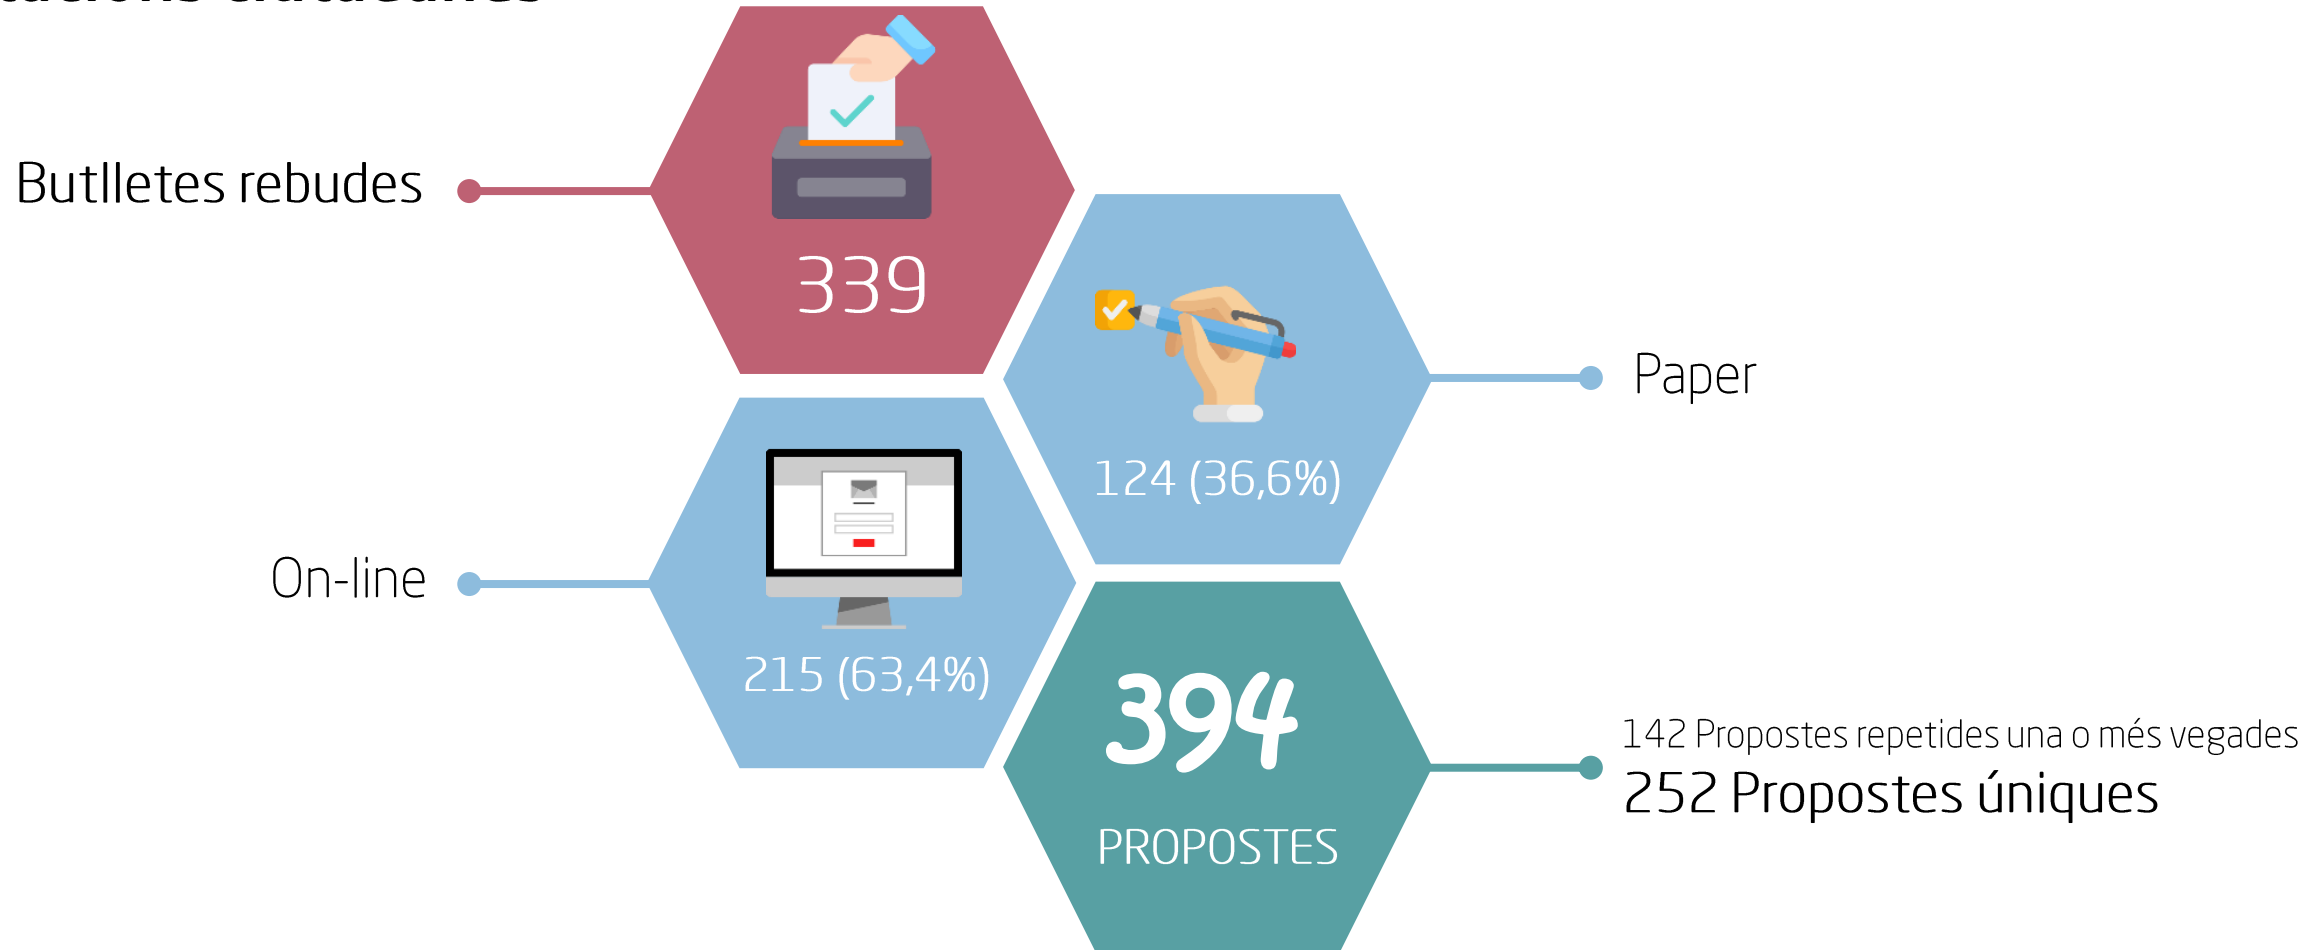 Butlletes rebudes
339
Paper
124 (36,6%)
On-line
215 (63,4%)
394
PROPOSTES
142 Propostes repetides una o més vegades
252 Propostes úniques